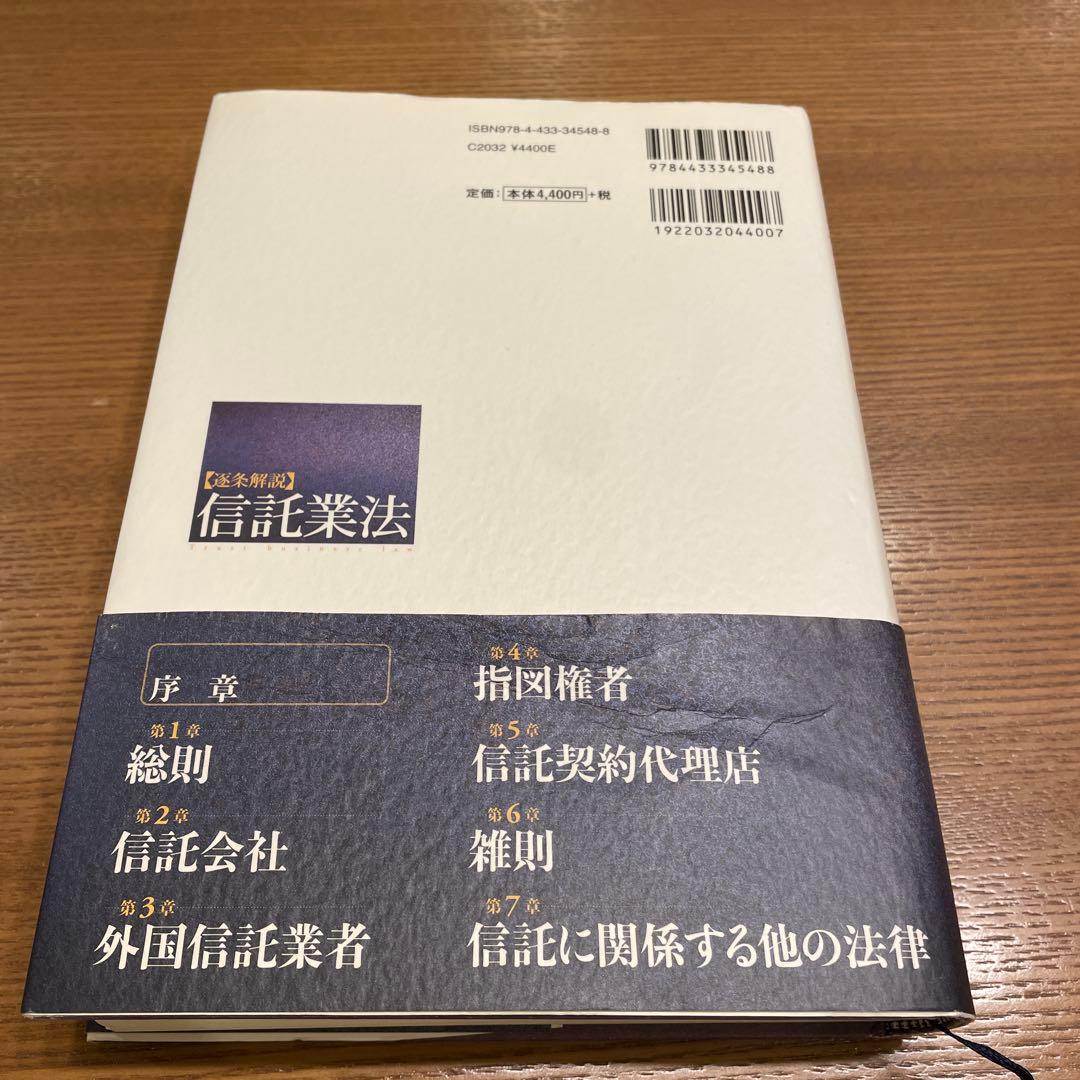 ISBN978-4-433-34548-8
C2032 ¥4400E
定価：本体4,400円+税
9784433345488
1922032044007
【逐条解説】
信託業法
Trust business law
序章
第1章
総則
第2章
信託会社
第3章
外国信託業者
第4章
指図権者
第5章
信託契約代理店
第6章
雑則
第7章
信託に関係する他の法律